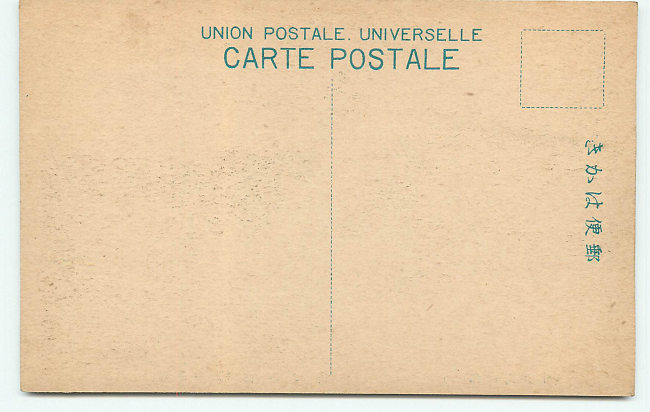 UNION POSTALE. UNIVERSELLE
CARTE POSTALE
郵便はかき